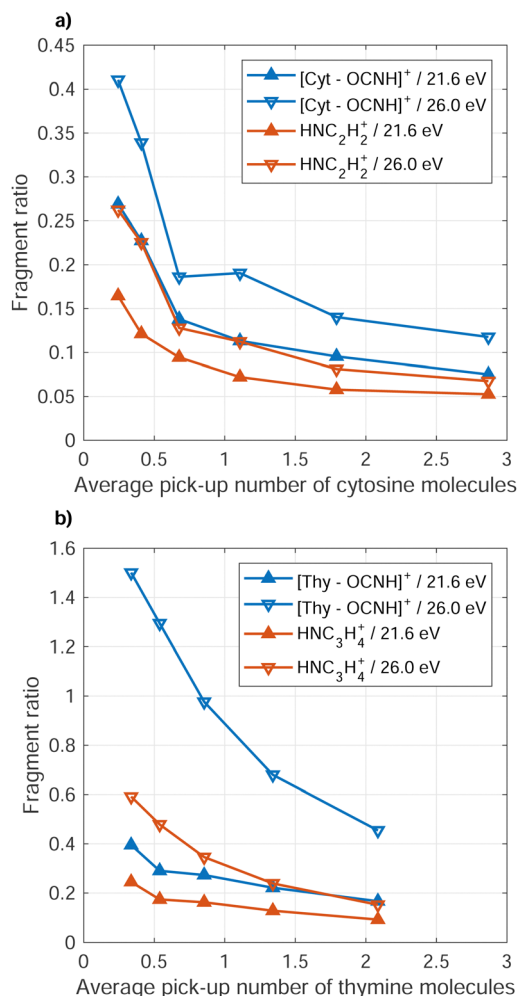 a)
0.45
0.4
0.35
0.3
0.25
0.2
0.15
0.1
0.05
0
Fragment ratio
[Cyt - OCNH]⁺ / 21.6 eV
[Cyt - OCNH]⁺ / 26.0 eV
HNC₂H₂⁺ / 21.6 eV
HNC₂H₂⁺ / 26.0 eV
0 0.5 1 1.5 2 2.5 3
Average pick-up number of cytosine molecules
b)
1.6
1.4
1.2
1
0.8
0.6
0.4
0.2
0
Fragment ratio
[Thy - OCNH]⁺ / 21.6 eV
[Thy - OCNH]⁺ / 26.0 eV
HNC₃H₄⁺ / 21.6 eV
HNC₃H₄⁺ / 26.0 eV
0 0.5 1 1.5 2 2.5 3
Average pick-up number of thymine molecules